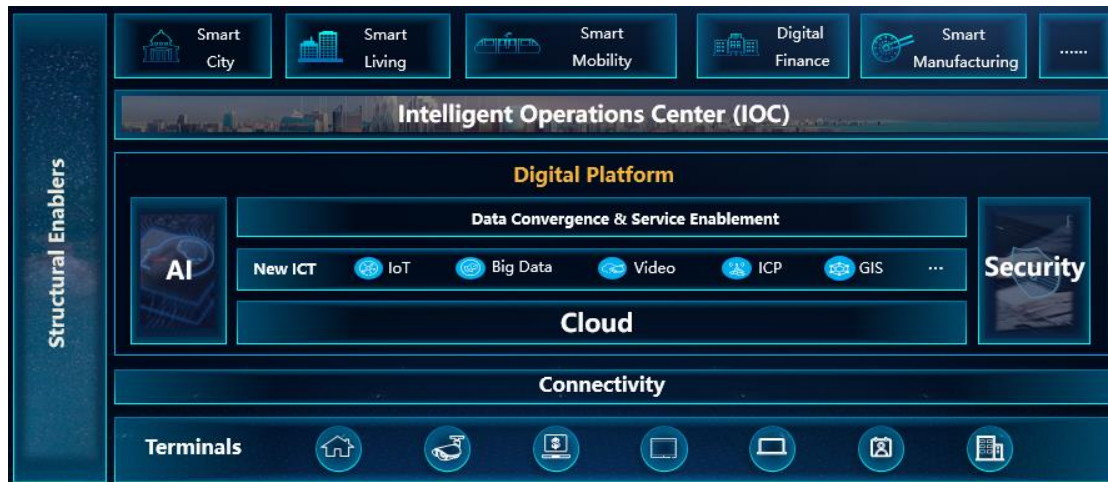 Structural Enablers
Smart
City
Smart
Living
Smart
Mobility
Digital
Finance
Smart
Manufacturing
......
Intelligent Operations Center (IOC)
Digital Platform
AI
Data Convergence & Service Enablement
New ICT IoT Big Data Video ICP GIS ...
Cloud
Security
Connectivity
Terminals